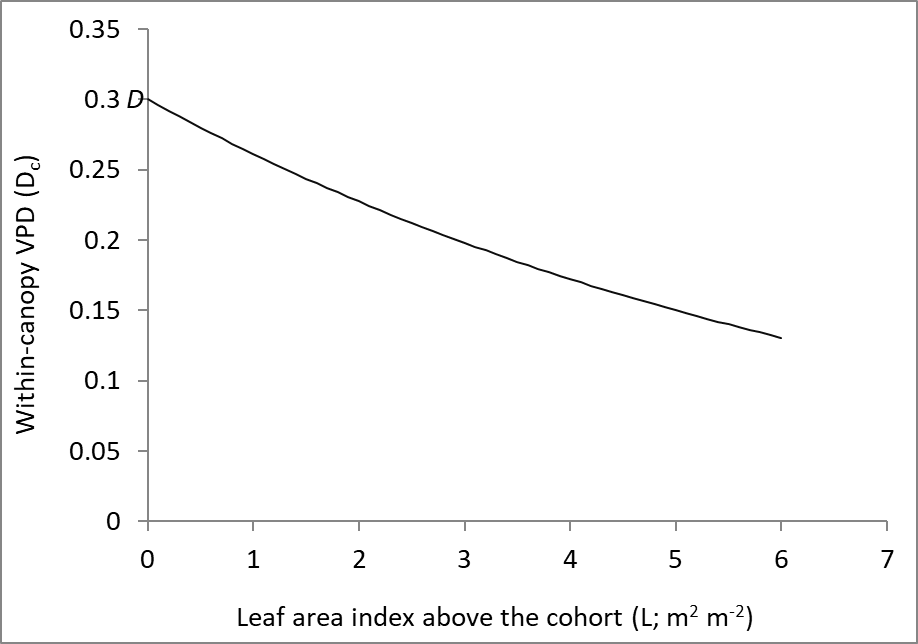 0.35
0.3 D
0.25
0.2
0.15
0.1
0.05
0
Within-canopy VPD (Dc)
0 1 2 3 4 5 6 7
Leaf area index above the cohort (L; m² m⁻²)